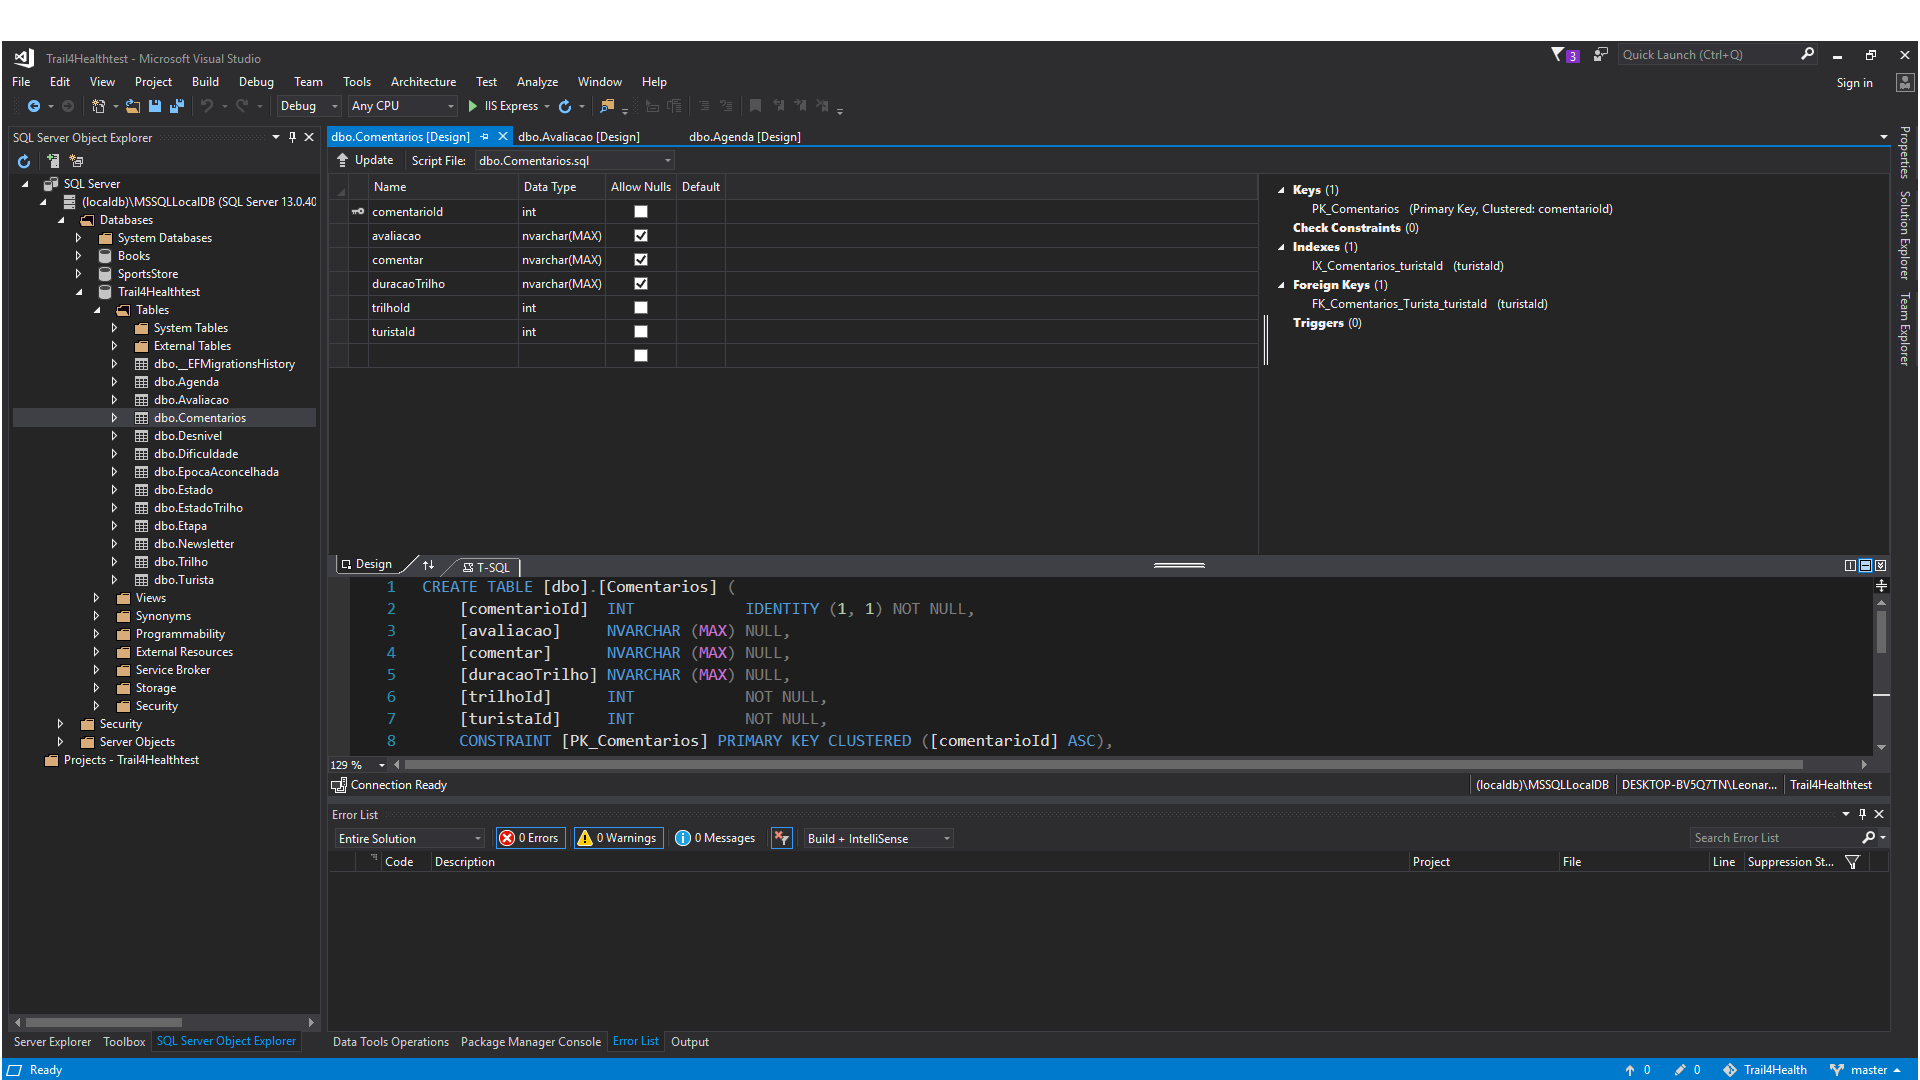 Trail4Healthtest - Microsoft Visual Studio
3
Quick Launch (Ctrl+Q)
File Edit View Project Build Debug Team Tools Architecture Test Analyze Window Help
Sign in
Debug Any CPU IIS Express
SQL Server Object Explorer
SQL Server
(localdb)\MSSQLLocalDB (SQL Server 13.0.40
Databases
System Databases
Books
SportsStore
Trail4Healthtest
Tables
System Tables
External Tables
dbo.__EFMigrationsHistory
dbo.Agenda
dbo.Avaliacao
dbo.Comentarios
dbo.Desnivel
dbo.Dificuldade
dbo.EpocaAconcelhada
dbo.Estado
dbo.EstadoTrilho
dbo.Etapa
dbo.Newsletter
dbo.Trilho
dbo.Turista
Views
Synonyms
Programmability
External Resources
Service Broker
Storage
Security
Security
Server Objects
Projects - Trail4Healthtest
Server Explorer Toolbox SQL Server Object Explorer
dbo.Comentarios [Design] dbo.Avaliacao [Design] dbo.Agenda [Design]
Update Script File: dbo.Comentarios.sql
Name Data Type Allow Nulls Default
comentarioId int
avaliacao nvarchar(MAX)
comentar nvarchar(MAX)
duracaoTrilho nvarchar(MAX)
trilhoId int
turistaId int
Keys (1)
PK_Comentarios (Primary Key, Clustered: comentarioId)
Check Constraints (0)
Indexes (1)
IX_Comentarios_turistaId (turistaId)
Foreign Keys (1)
FK_Comentarios_Turista_turistaId (turistaId)
Triggers (0)
Properties
Solution Explorer
Team Explorer
Design T-SQL
1 CREATE TABLE [dbo].[Comentarios] (
2 [comentarioId] INT IDENTITY (1, 1) NOT NULL,
3 [avaliacao] NVARCHAR (MAX) NULL,
4 [comentar] NVARCHAR (MAX) NULL,
5 [duracaoTrilho] NVARCHAR (MAX) NULL,
6 [trilhoId] INT NOT NULL,
7 [turistaId] INT NOT NULL,
8 CONSTRAINT [PK_Comentarios] PRIMARY KEY CLUSTERED ([comentarioId] ASC),
129 %
Connection Ready (localdb)\MSSQLLocalDB DESKTOP-BV5Q7TN\Leonar... Trail4Healthtest
Error List
Entire Solution 0 Errors 0 Warnings 0 Messages Build + IntelliSense Search Error List
Code Description Project File Line Suppression St...
Data Tools Operations Package Manager Console Error List Output
Ready 0 0 Trail4Health master